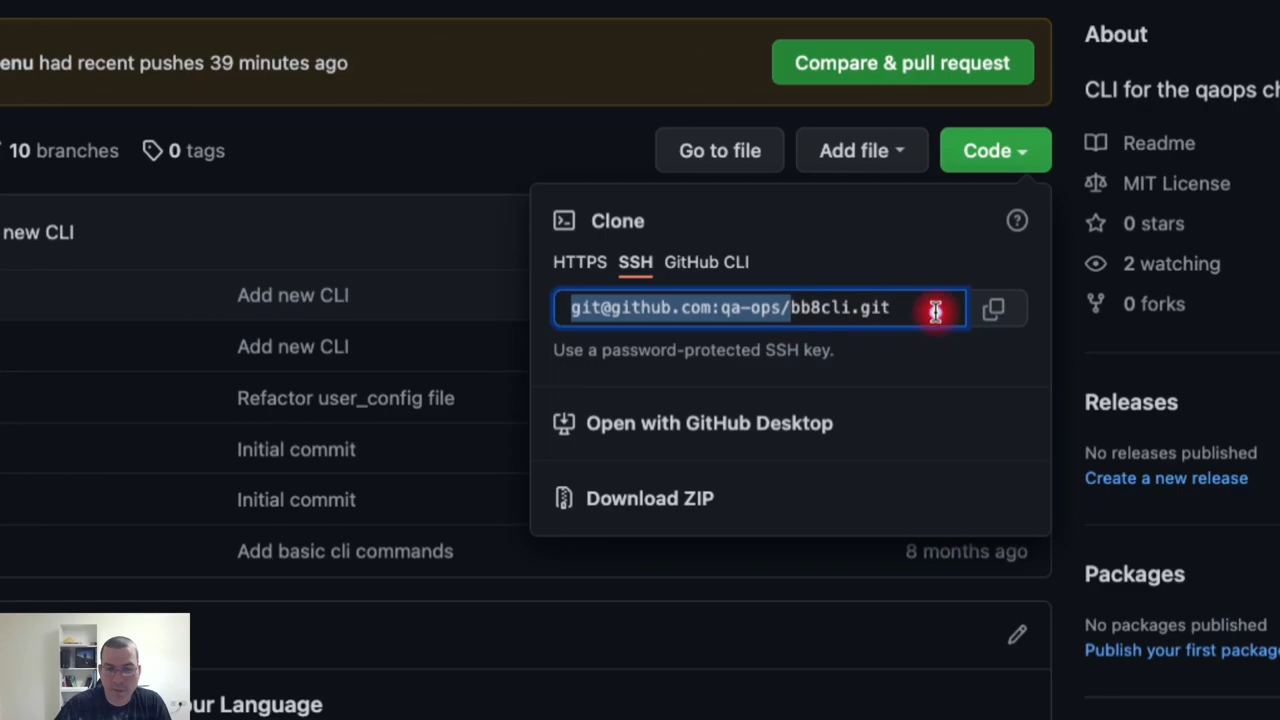 enu had recent pushes 39 minutes ago
Compare & pull request
10 branches
0 tags
Go to file
Add file
Code
new CLI
Add new CLI
Add new CLI
Refactor user_config file
Initial commit
Initial commit
Add basic cli commands
8 months ago
Clone
HTTPS SSH GitHub CLI
git@github.com:qa-ops/bb8cli.git
Use a password-protected SSH key.
Open with GitHub Desktop
Download ZIP
our Language
About
CLI for the qaops ch
Readme
MIT License
0 stars
2 watching
0 forks
Releases
No releases published
Create a new release
Packages
No packages published
Publish your first package